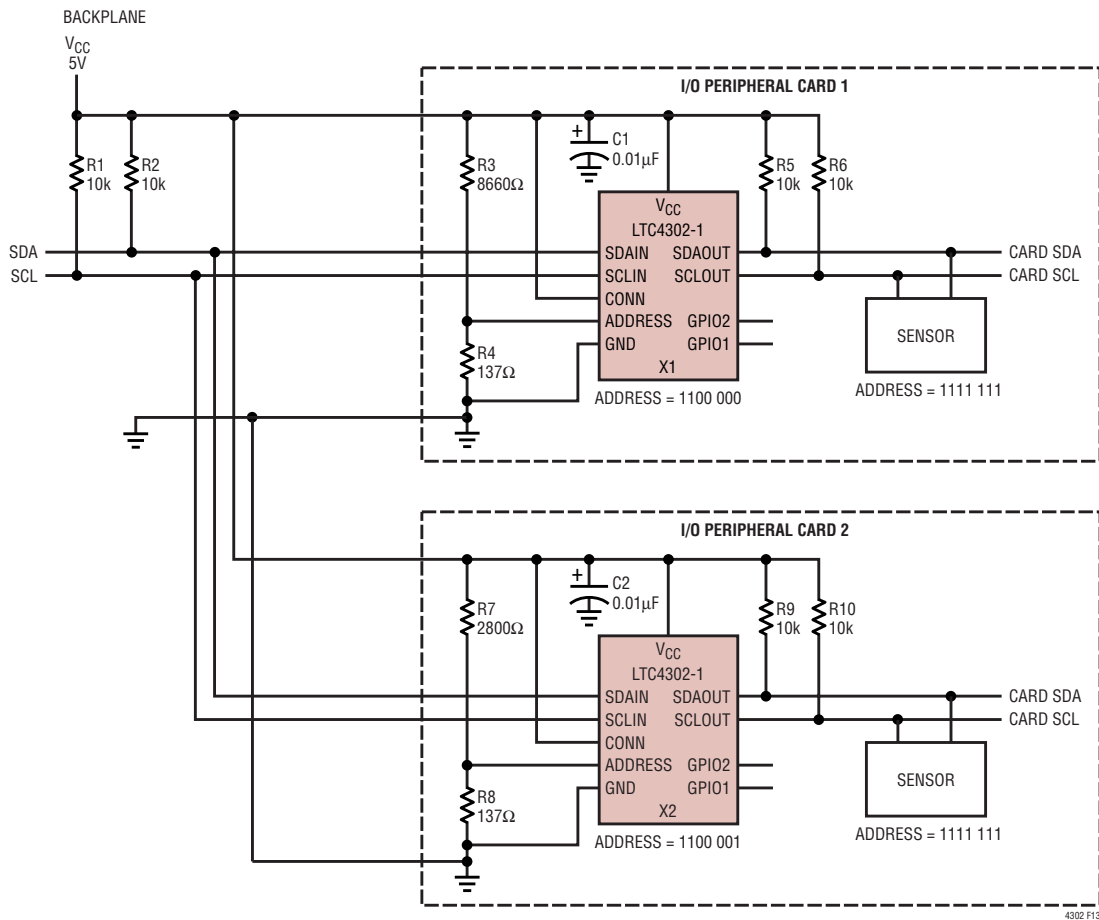 BACKPLANE
VCC
5V
R1
10k
R2
10k
SDA
SCL
I/O PERIPHERAL CARD 1
R3
8660Ω
+
C1
0.01µF
R5
10k
R6
10k
VCC
LTC4302-1
SDAIN
SDAOUT
SCLIN
SCLOUT
CONN
ADDRESS
GPIO2
GND
GPIO1
X1
ADDRESS = 1100 000
R4
137Ω
CARD SDA
CARD SCL
SENSOR
ADDRESS = 1111 111
I/O PERIPHERAL CARD 2
R7
2800Ω
+
C2
0.01µF
R9
10k
R10
10k
VCC
LTC4302-1
SDAIN
SDAOUT
SCLIN
SCLOUT
CONN
ADDRESS
GPIO2
GND
GPIO1
X2
ADDRESS = 1100 001
R8
137Ω
CARD SDA
CARD SCL
SENSOR
ADDRESS = 1111 111
4302 F13